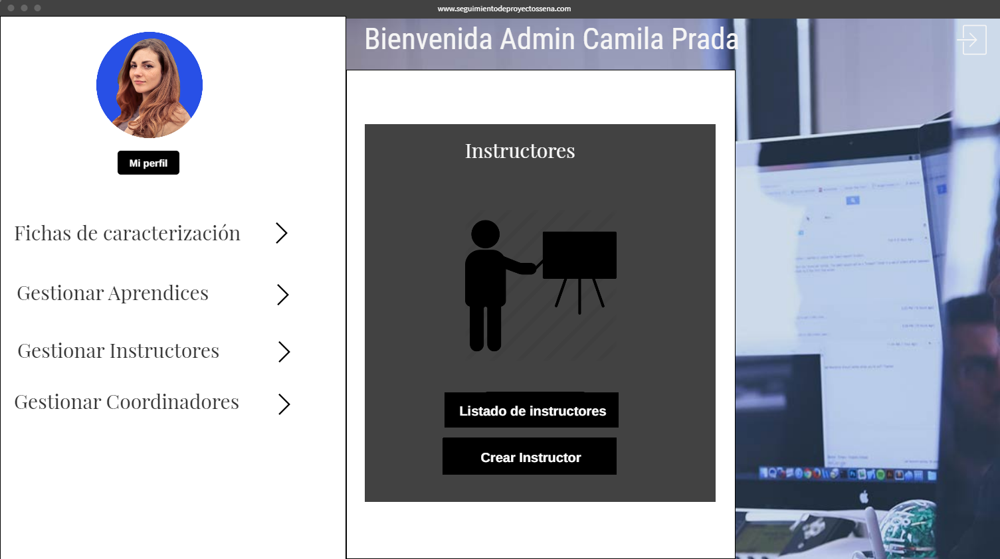 www.seguimientodeproyectossena.com
Bienvenida Admin Camila Prada
Mi perfil
Fichas de caracterización
Gestionar Aprendices
Gestionar Instructores
Gestionar Coordinadores
Instructores
Listado de instructores
Crear Instructor